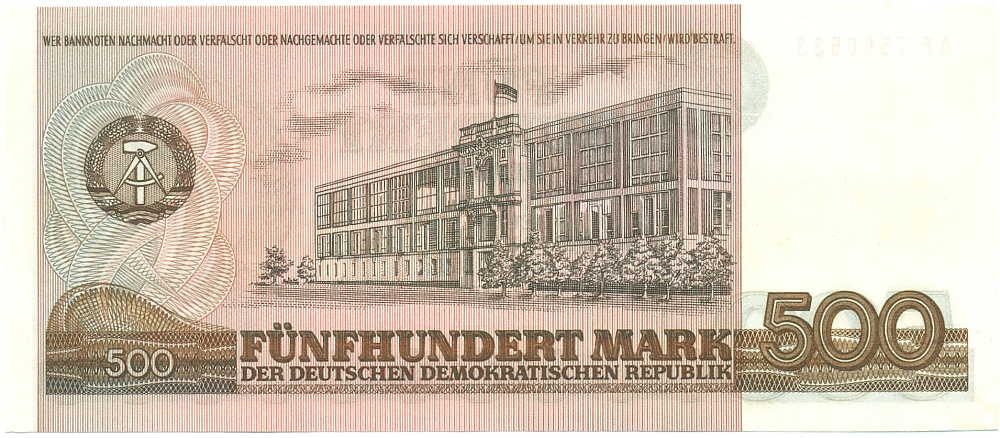 WER BANKNOTEN NACHMACHT ODER VERFÄLSCHT ODER NACHGEMACHTE ODER VERFÄLSCHTE SICH VERSCHAFFT/UM SIE IN VERKEHR ZU BRINGEN/WIRD BESTRAFT.
500
FÜNFHUNDERT MARK
DER DEUTSCHEN DEMOKRATISCHEN REPUBLIK
500